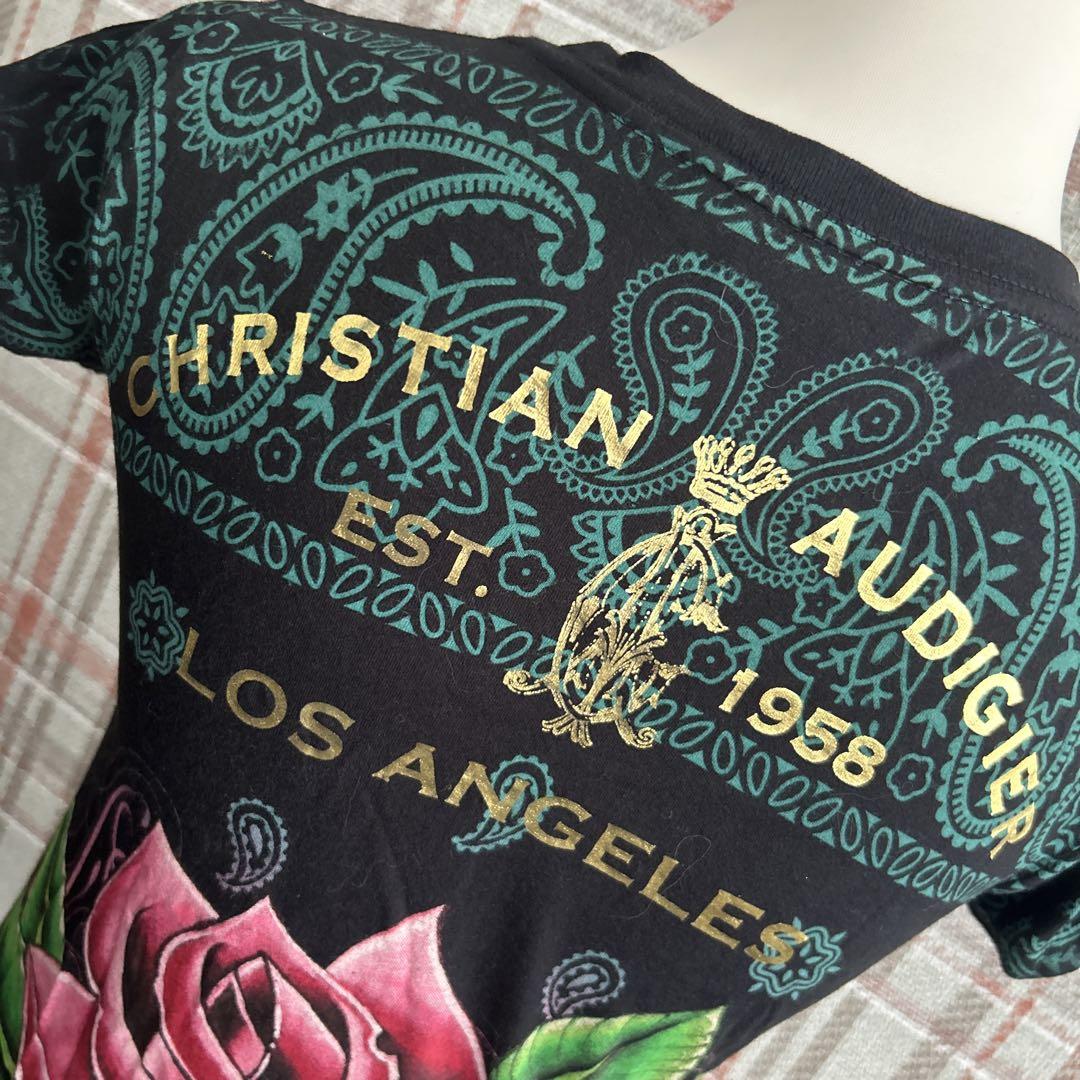 CHRISTIAN AUDIGIER
EST. 1958
LOS ANGELES